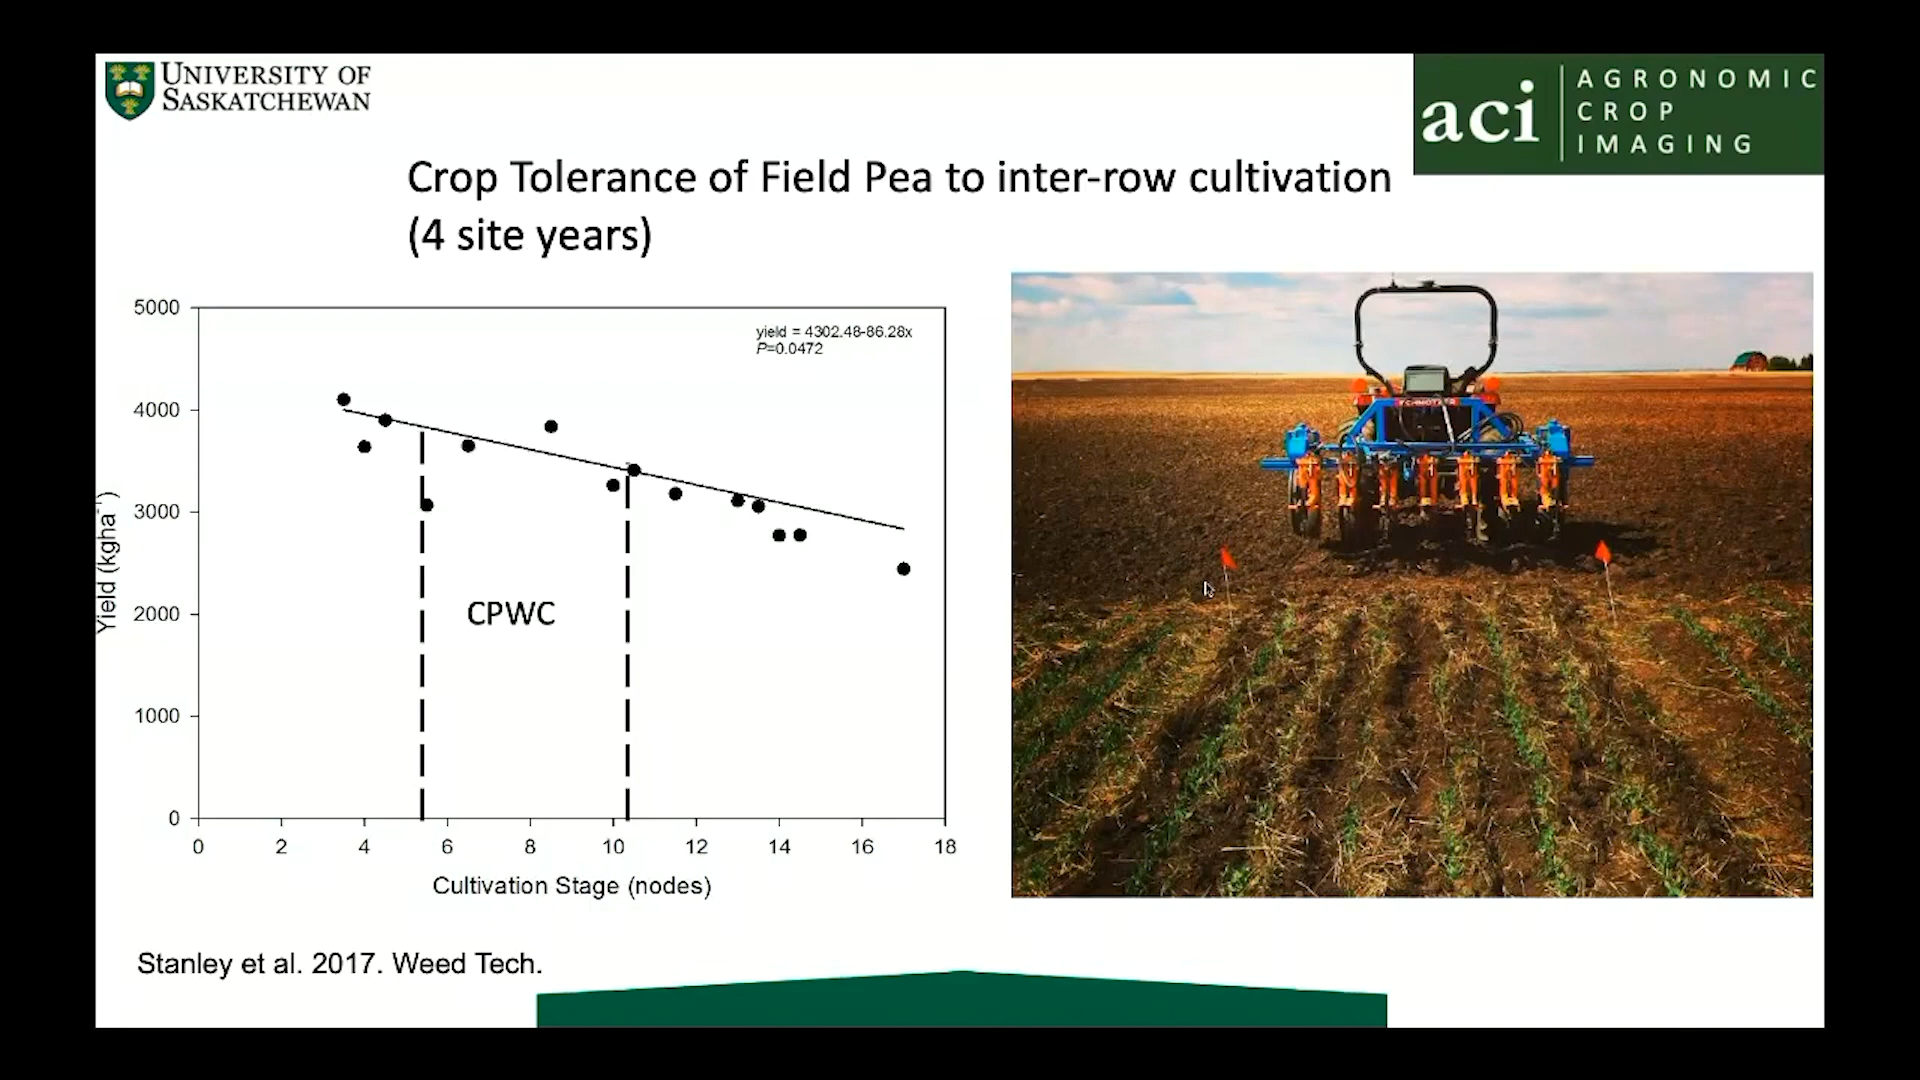 UNIVERSITY OF
SASKATCHEWAN
aci
AGRONOMIC
CROP
IMAGING
Crop Tolerance of Field Pea to inter-row cultivation
(4 site years)
yield = 4302.48-86.28x
P=0.0472
5000
4000
3000
2000
1000
0
Yield (kgha⁻¹)
CPWC
0 2 4 6 8 10 12 14 16 18
Cultivation Stage (nodes)
Stanley et al. 2017. Weed Tech.